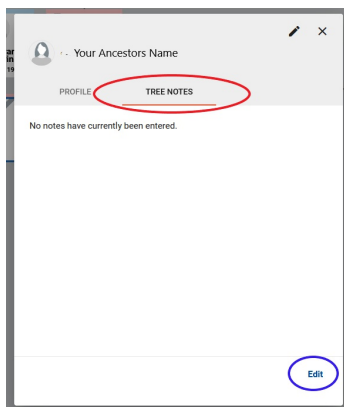 Your Ancestors Name
PROFILE TREE NOTES
No notes have currently been entered.
Edit